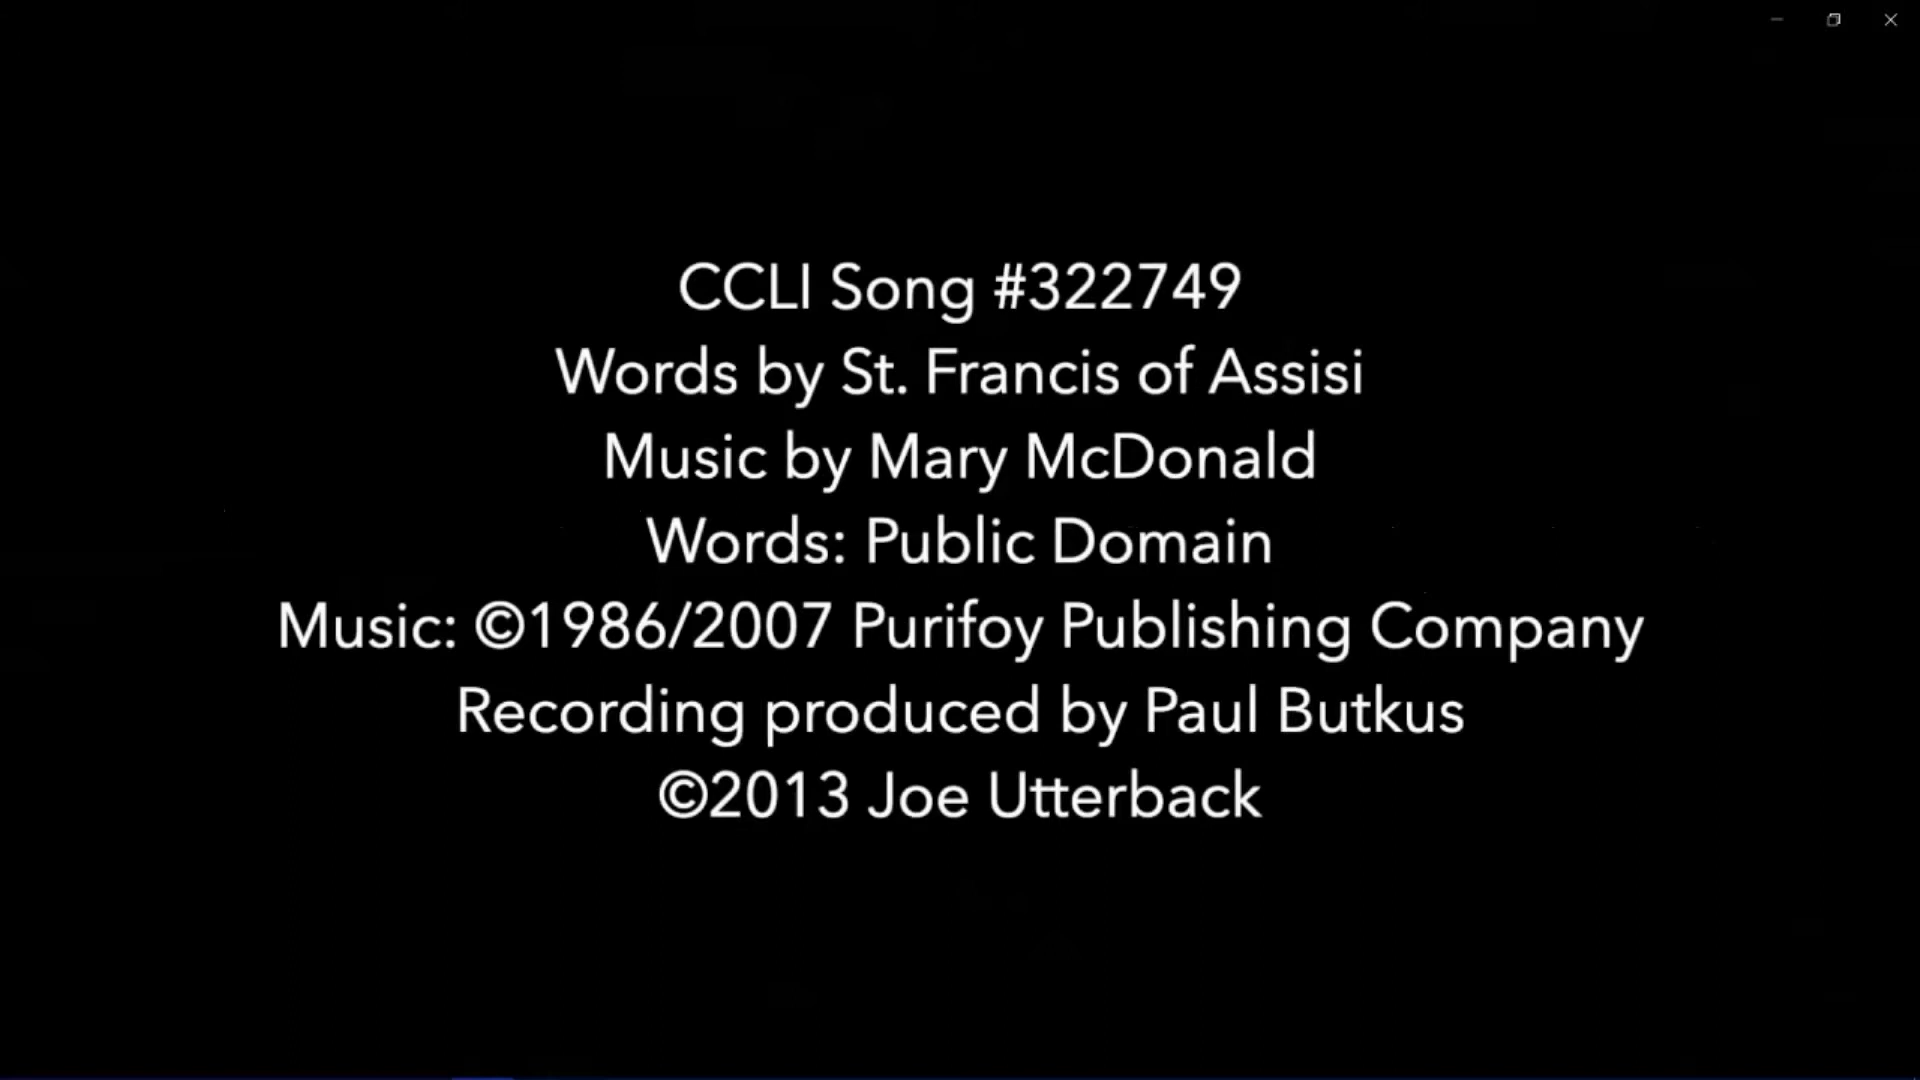 CCLI Song #322749
Words by St. Francis of Assisi
Music by Mary McDonald
Words: Public Domain
Music: ©1986/2007 Purifoy Publishing Company
Recording produced by Paul Butkus
©2013 Joe Utterback